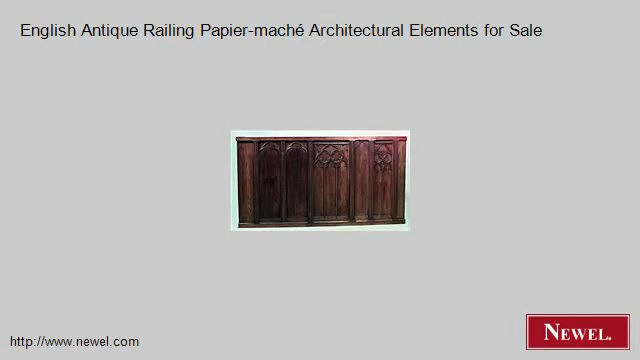 English Antique Railing Papier-maché Architectural Elements for Sale
http://www.newel.com
NEWEL.